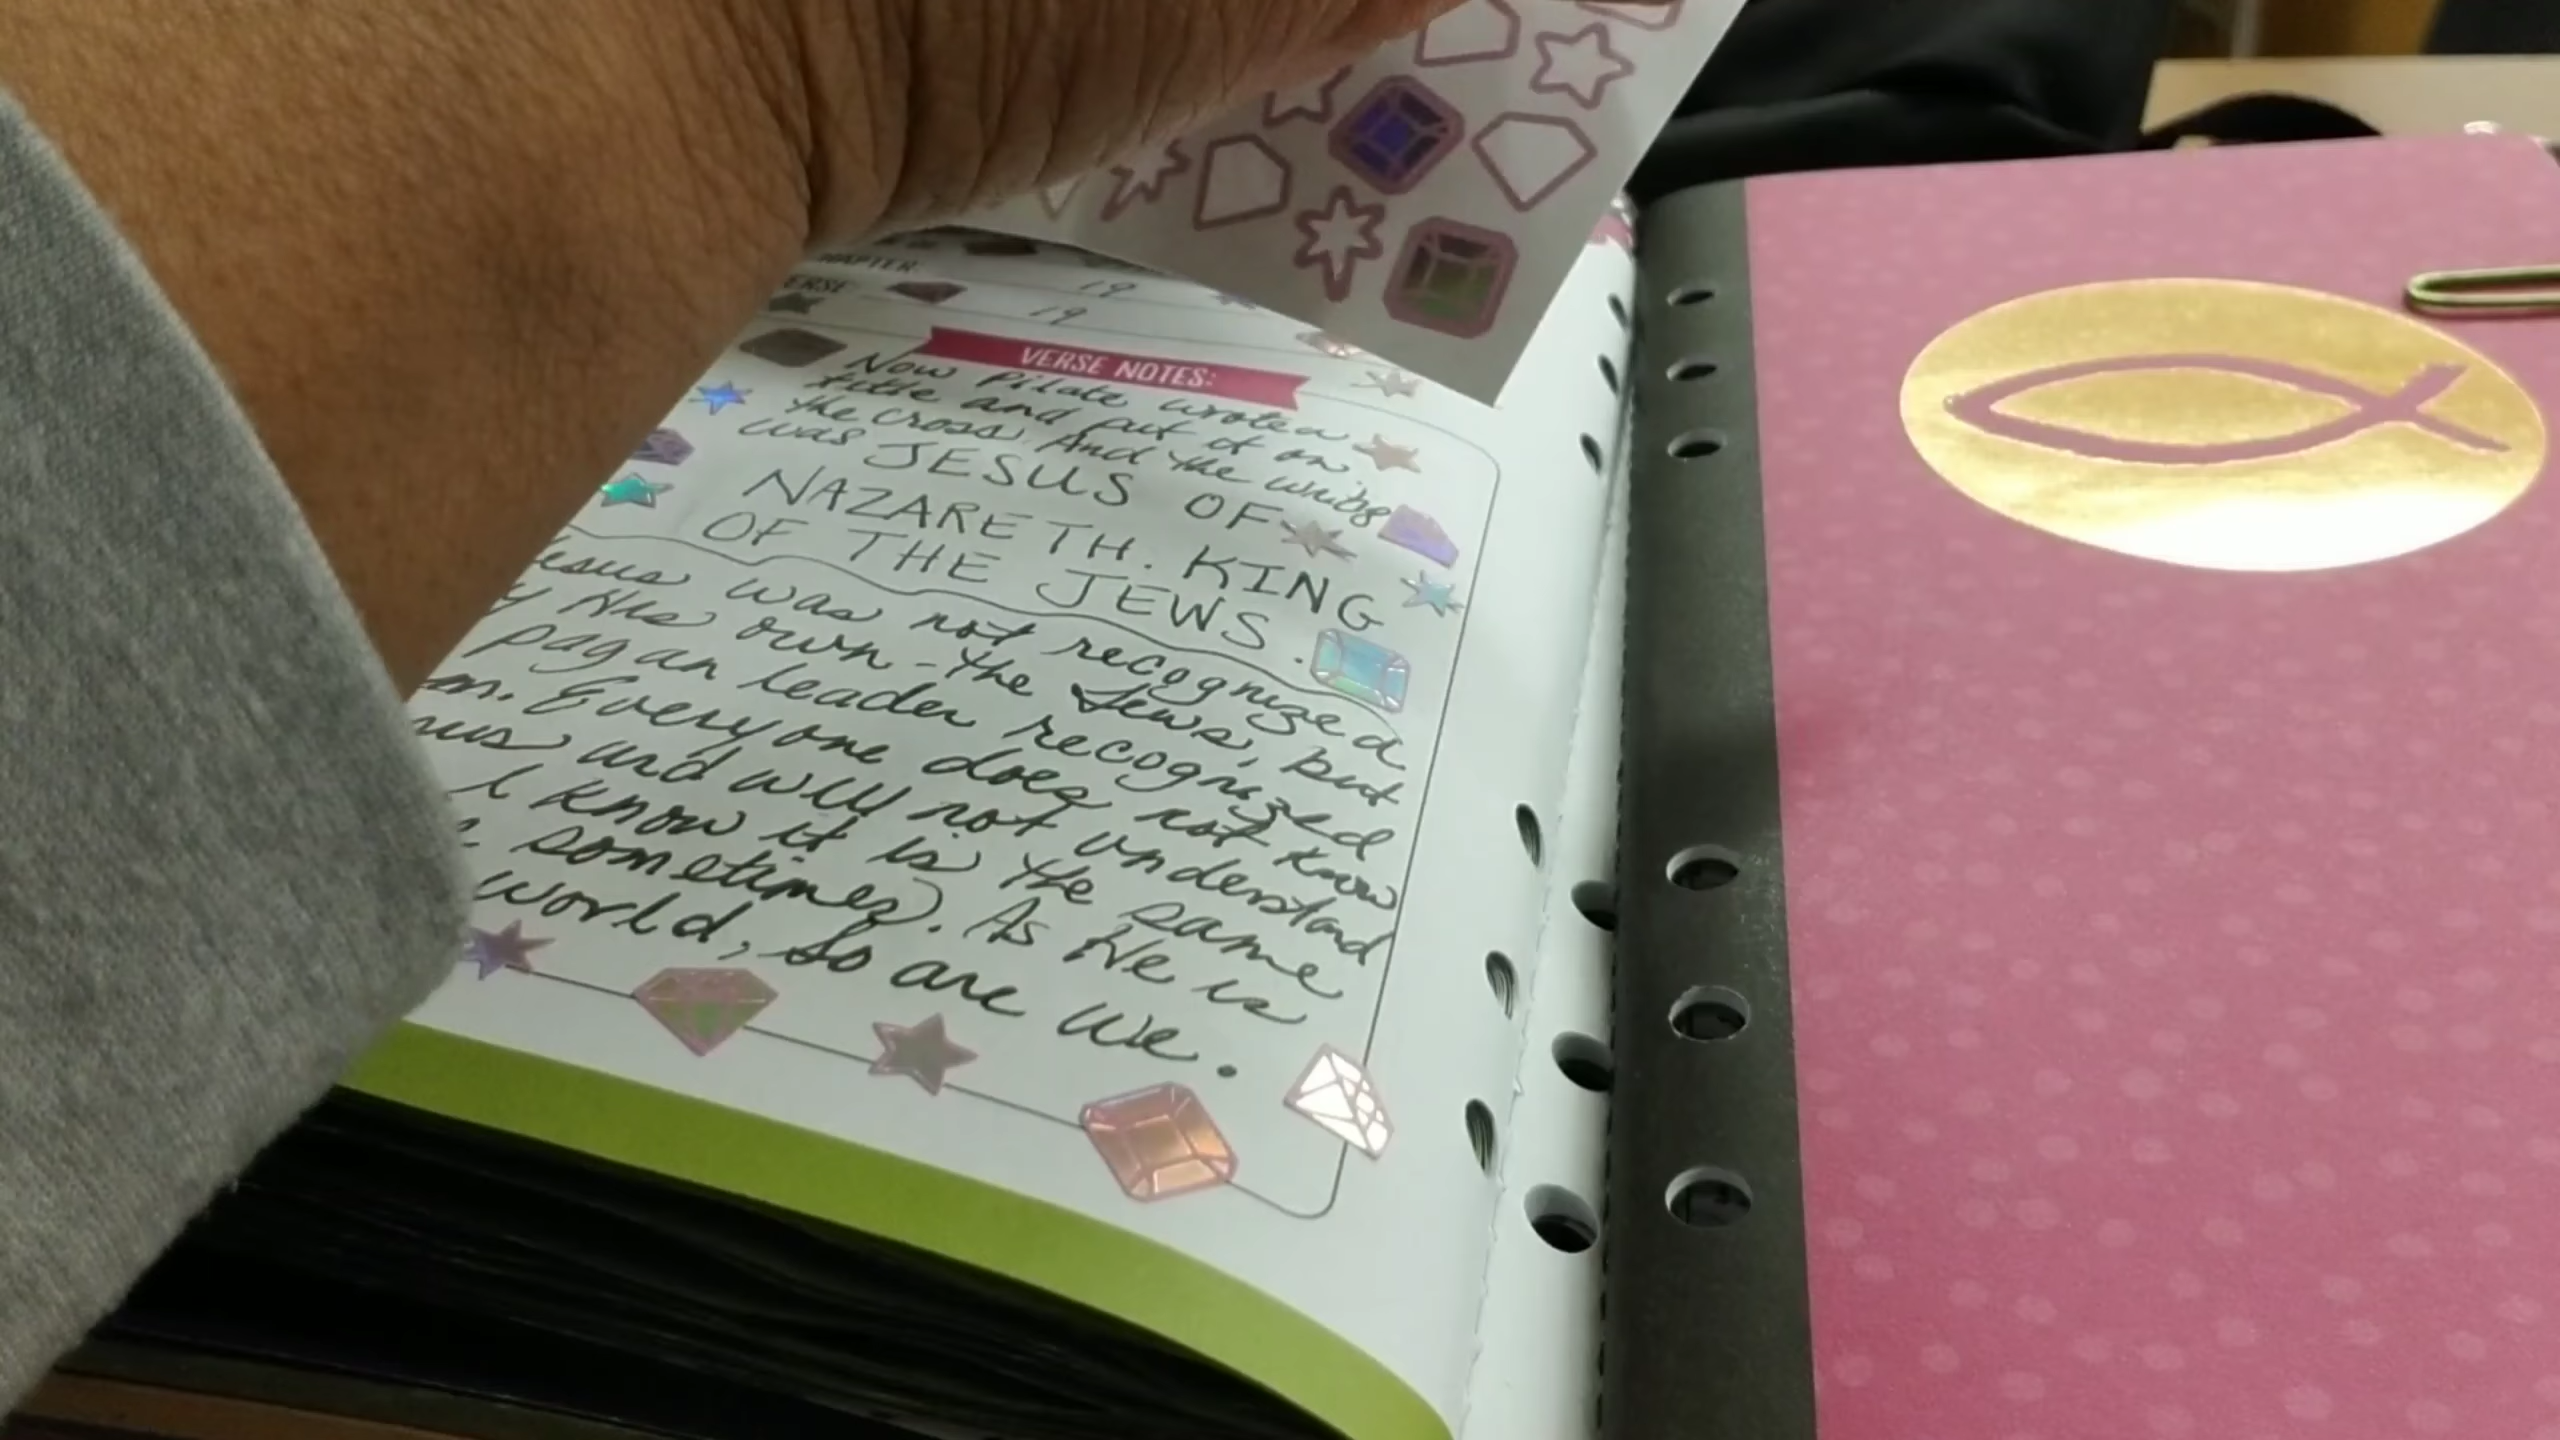 CHAPTER 19
VERSE: 19
VERSE NOTES:
Now Pilate wrote a
title and put it on
the cross. And the writing
was JESUS OF
NAZARETH. KING
OF THE JEWS.
Jesus was not recognized
y His own - the Jews, but
pagan leader recognized
m. Everyone does not know
and will not understand
I know it is the same
sometimes. As He is
world, so are we.